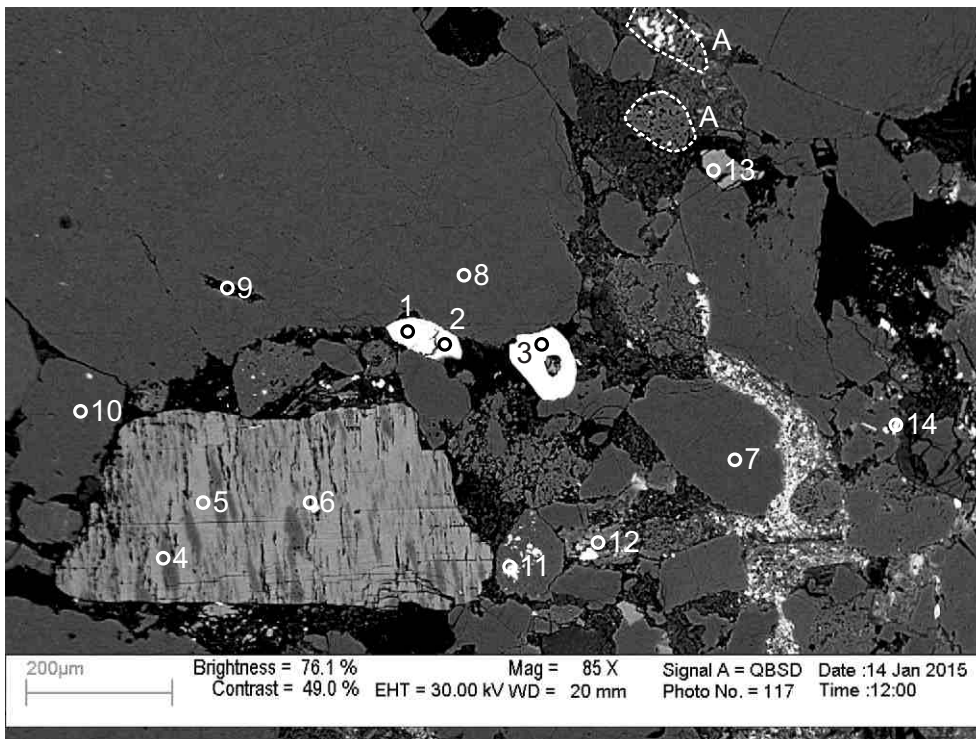 A
A
13
9
8
1
2
3
10
14
7
5
6
4
12
11
200µm
Brightness = 76.1 %
Contrast = 49.0 %
EHT = 30.00 kV
Mag = 85 X
WD = 20 mm
Signal A = QBSD
Photo No. = 117
Date :14 Jan 2015
Time :12:00